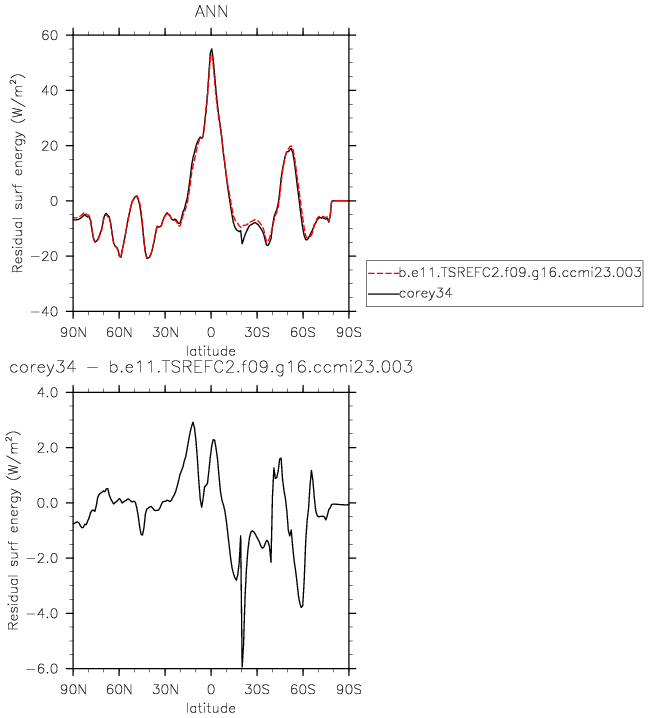 ANN
60
40
20
0
−20
−40
Residual surf energy (W/m²)
90N 60N 30N 0 30S 60S 90S
latitude
b.e11.TSREFC2.f09.g16.ccmi23.003
corey34
corey34 − b.e11.TSREFC2.f09.g16.ccmi23.003
4.0
2.0
0.0
−2.0
−4.0
−6.0
Residual surf energy (W/m²)
90N 60N 30N 0 30S 60S 90S
latitude